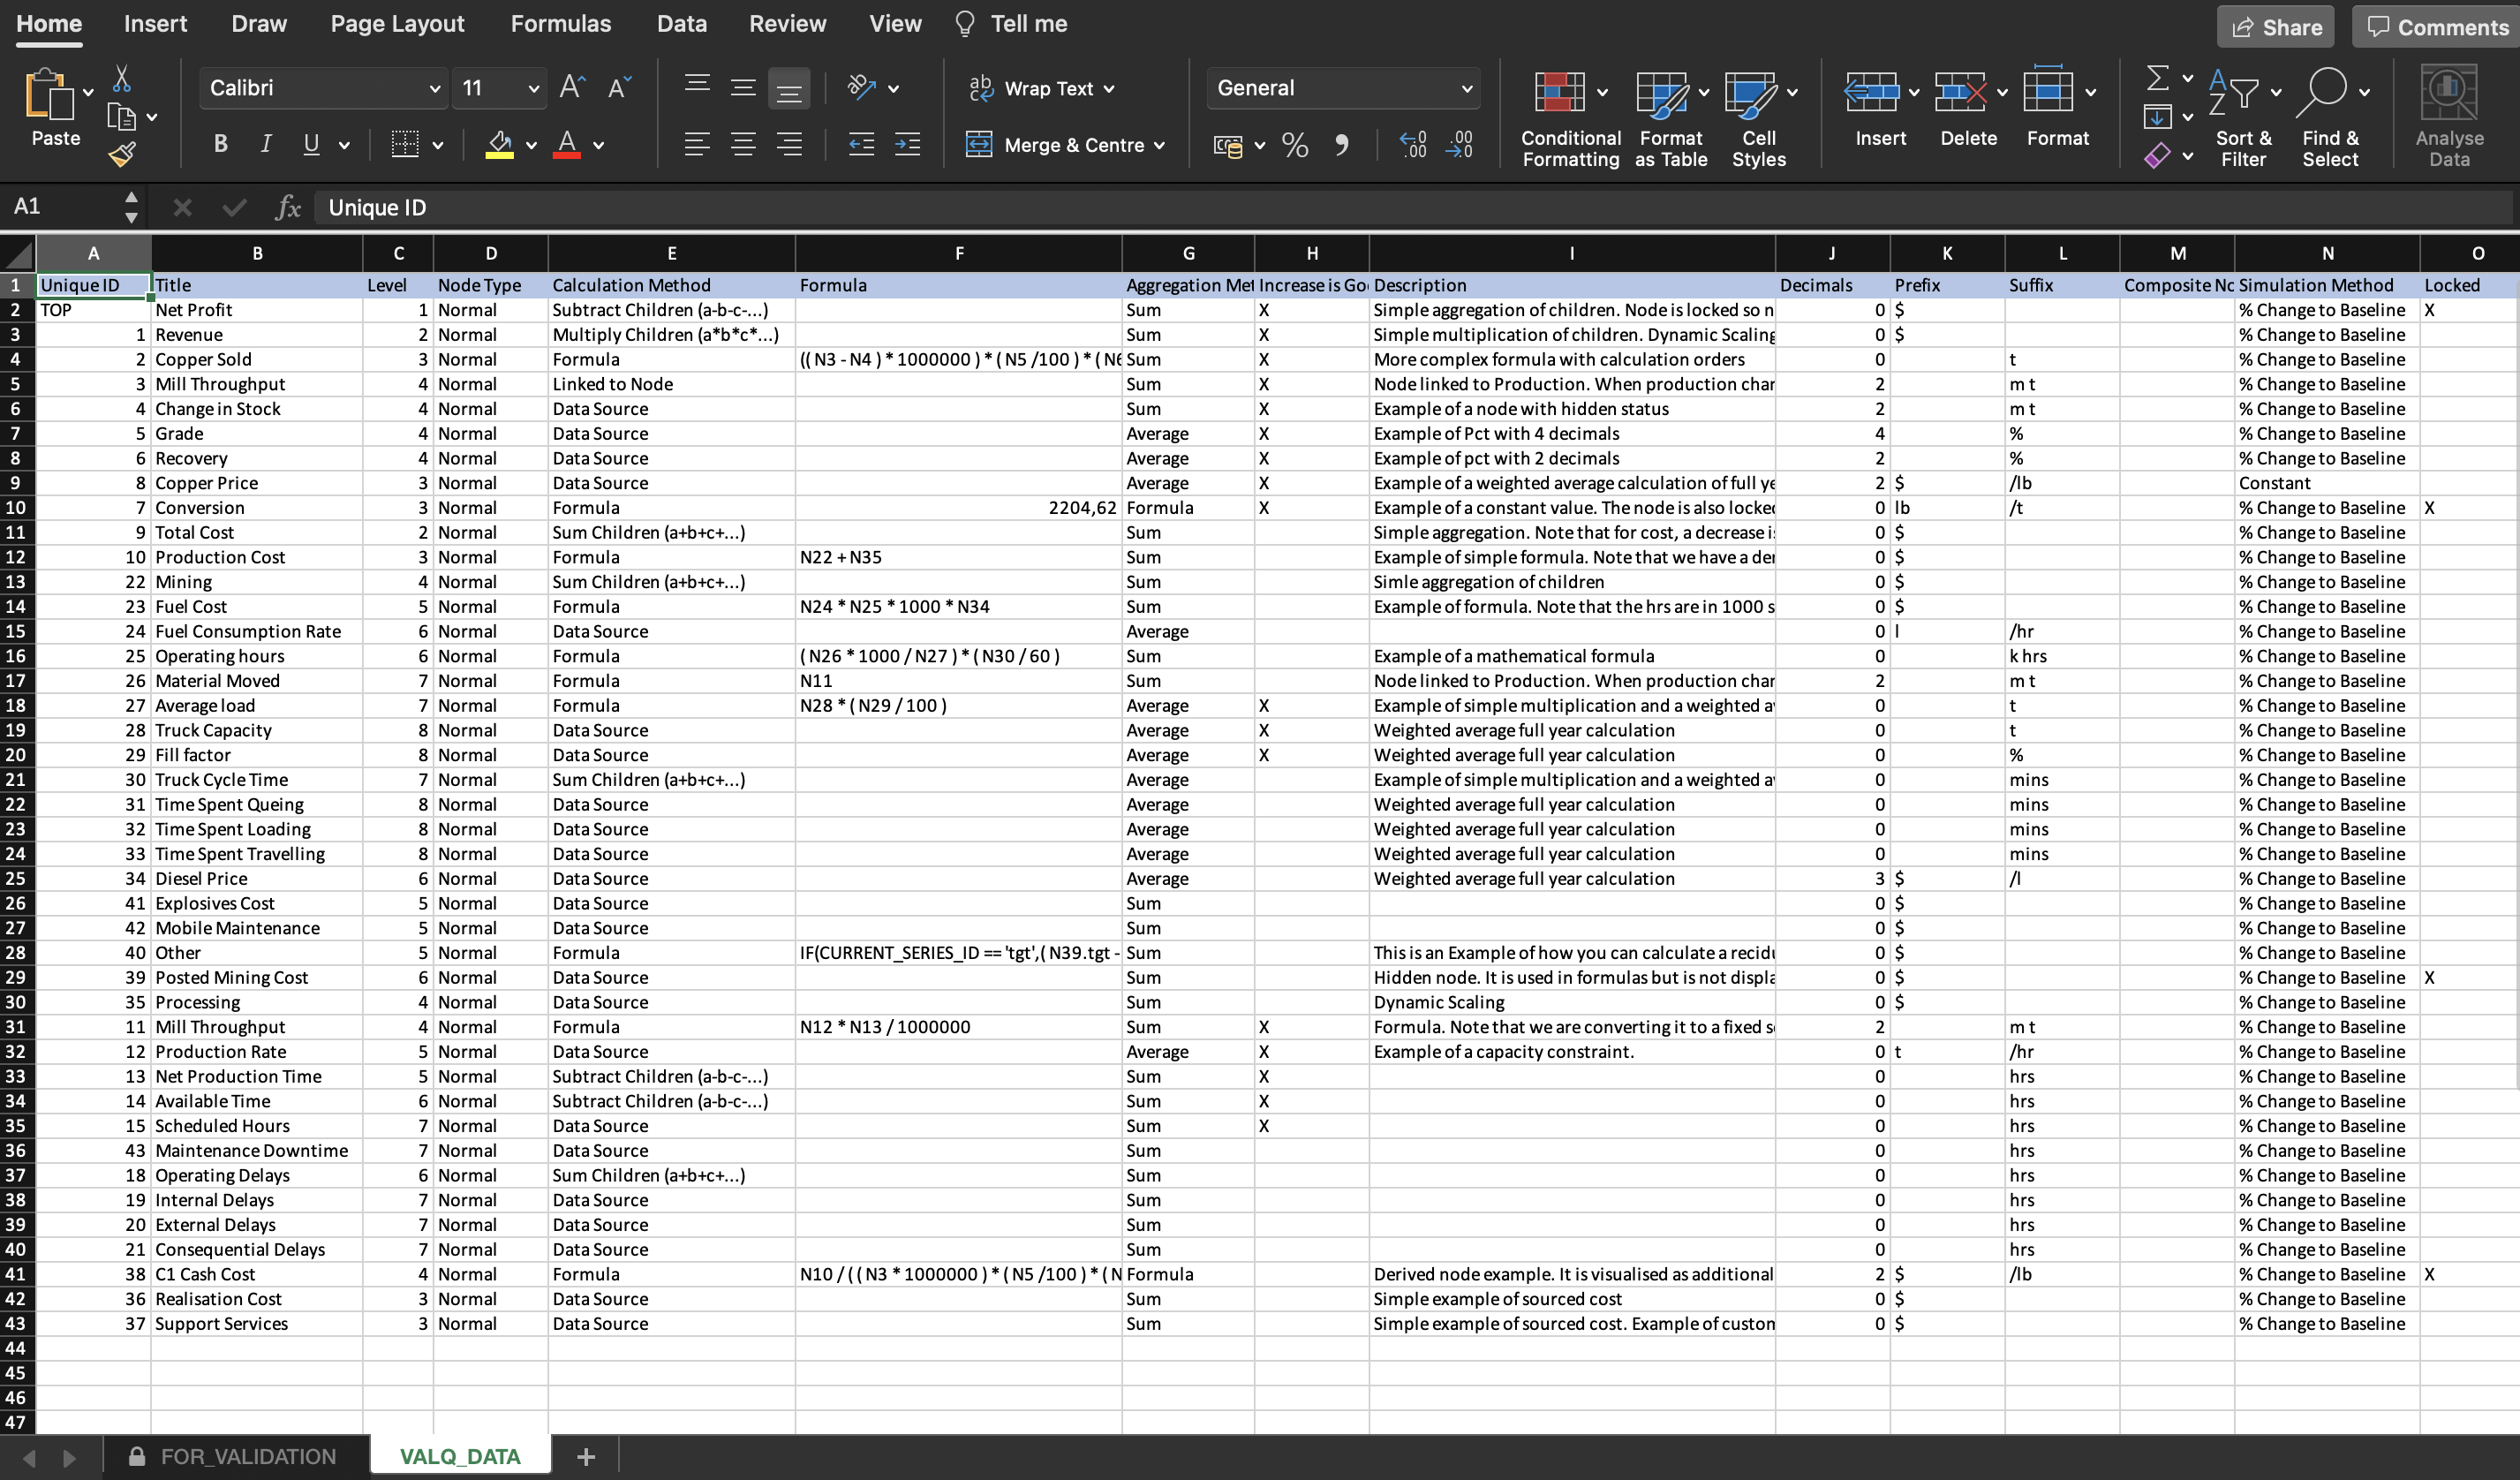 Home Insert Draw Page Layout Formulas Data Review View Tell me Share Comments
Calibri 11 Wrap Text General
Paste B I U Merge & Centre % Conditional Formatting Format as Table Cell Styles Insert Delete Format Sort & Filter Find & Select Analyse Data
A1 fx Unique ID
A B C D E F G H I J K L M N O
1 Unique ID Title Level Node Type Calculation Method Formula Aggregation Met Increase is Go Description Decimals Prefix Suffix Composite Nc Simulation Method Locked
2 TOP Net Profit 1 Normal Subtract Children (a-b-c-...) Sum X Simple aggregation of children. Node is locked so n 0 $ % Change to Baseline X
3 1 Revenue 2 Normal Multiply Children (a*b*c*...) Sum X Simple multiplication of children. Dynamic Scaling 0 $ % Change to Baseline
4 2 Copper Sold 3 Normal Formula (( N3 - N4 ) * 1000000 ) * ( N5 /100 ) * ( N6 Sum X More complex formula with calculation orders 0 t % Change to Baseline
5 3 Mill Throughput 4 Normal Linked to Node Sum X Node linked to Production. When production char 2 m t % Change to Baseline
6 4 Change in Stock 4 Normal Data Source Sum X Example of a node with hidden status 2 m t % Change to Baseline
7 5 Grade 4 Normal Data Source Average X Example of Pct with 4 decimals 4 % % Change to Baseline
8 6 Recovery 4 Normal Data Source Average X Example of pct with 2 decimals 2 % % Change to Baseline
9 8 Copper Price 3 Normal Data Source Average X Example of a weighted average calculation of full ye 2 $ /lb Constant
10 7 Conversion 3 Normal Formula 2204,62 Formula X Example of a constant value. The node is also locked 0 lb /t % Change to Baseline X
11 9 Total Cost 2 Normal Sum Children (a+b+c+...) Sum Simple aggregation. Note that for cost, a decrease i 0 $ % Change to Baseline
12 10 Production Cost 3 Normal Formula N22 + N35 Sum Example of simple formula. Note that we have a der 0 $ % Change to Baseline
13 22 Mining 4 Normal Sum Children (a+b+c+...) Sum Simle aggregation of children 0 $ % Change to Baseline
14 23 Fuel Cost 5 Normal Formula N24 * N25 * 1000 * N34 Sum Example of formula. Note that the hrs are in 1000 s 0 $ % Change to Baseline
15 24 Fuel Consumption Rate 6 Normal Data Source Average 0 l /hr % Change to Baseline
16 25 Operating hours 6 Normal Formula ( N26 * 1000 / N27 ) * ( N30 / 60 ) Sum Example of a mathematical formula 0 k hrs % Change to Baseline
17 26 Material Moved 7 Normal Formula N11 Sum Node linked to Production. When production char 2 m t % Change to Baseline
18 27 Average load 7 Normal Formula N28 * ( N29 / 100 ) Average X Example of simple multiplication and a weighted a 0 t % Change to Baseline
19 28 Truck Capacity 8 Normal Data Source Average X Weighted average full year calculation 0 t % Change to Baseline
20 29 Fill factor 8 Normal Data Source Average X Weighted average full year calculation 0 % % Change to Baseline
21 30 Truck Cycle Time 7 Normal Sum Children (a+b+c+...) Average Example of simple multiplication and a weighted a 0 mins % Change to Baseline
22 31 Time Spent Queing 8 Normal Data Source Average Weighted average full year calculation 0 mins % Change to Baseline
23 32 Time Spent Loading 8 Normal Data Source Average Weighted average full year calculation 0 mins % Change to Baseline
24 33 Time Spent Travelling 8 Normal Data Source Average Weighted average full year calculation 0 mins % Change to Baseline
25 34 Diesel Price 6 Normal Data Source Average Weighted average full year calculation 3 $ /l % Change to Baseline
26 41 Explosives Cost 5 Normal Data Source Sum 0 $ % Change to Baseline
27 42 Mobile Maintenance 5 Normal Data Source Sum 0 $ % Change to Baseline
28 40 Other 5 Normal Formula IF(CURRENT_SERIES_ID == 'tgt',( N39.tgt - Sum This is an Example of how you can calculate a recidu 0 $ % Change to Baseline
29 39 Posted Mining Cost 6 Normal Data Source Sum Hidden node. It is used in formulas but is not displa 0 $ % Change to Baseline X
30 35 Processing 4 Normal Data Source Sum Dynamic Scaling 0 $ % Change to Baseline
31 11 Mill Throughput 4 Normal Formula N12 * N13 / 1000000 Sum X Formula. Note that we are converting it to a fixed s 2 m t % Change to Baseline
32 12 Production Rate 5 Normal Data Source Average X Example of a capacity constraint. 0 t /hr % Change to Baseline
33 13 Net Production Time 5 Normal Subtract Children (a-b-c-...) Sum X 0 hrs % Change to Baseline
34 14 Available Time 6 Normal Subtract Children (a-b-c-...) Sum X 0 hrs % Change to Baseline
35 15 Scheduled Hours 7 Normal Data Source Sum X 0 hrs % Change to Baseline
36 43 Maintenance Downtime 7 Normal Data Source Sum 0 hrs % Change to Baseline
37 18 Operating Delays 6 Normal Sum Children (a+b+c+...) Sum 0 hrs % Change to Baseline
38 19 Internal Delays 7 Normal Data Source Sum 0 hrs % Change to Baseline
39 20 External Delays 7 Normal Data Source Sum 0 hrs % Change to Baseline
40 21 Consequential Delays 7 Normal Data Source Sum 0 hrs % Change to Baseline
41 38 C1 Cash Cost 4 Normal Formula N10 / ( ( N3 * 1000000 ) * ( N5 /100 ) * ( N Formula Derived node example. It is visualised as additional 2 $ /lb % Change to Baseline X
42 36 Realisation Cost 3 Normal Data Source Sum Simple example of sourced cost 0 $ % Change to Baseline
43 37 Support Services 3 Normal Data Source Sum Simple example of sourced cost. Example of custon 0 $ % Change to Baseline
44
45
46
47
FOR_VALIDATION VALQ_DATA +